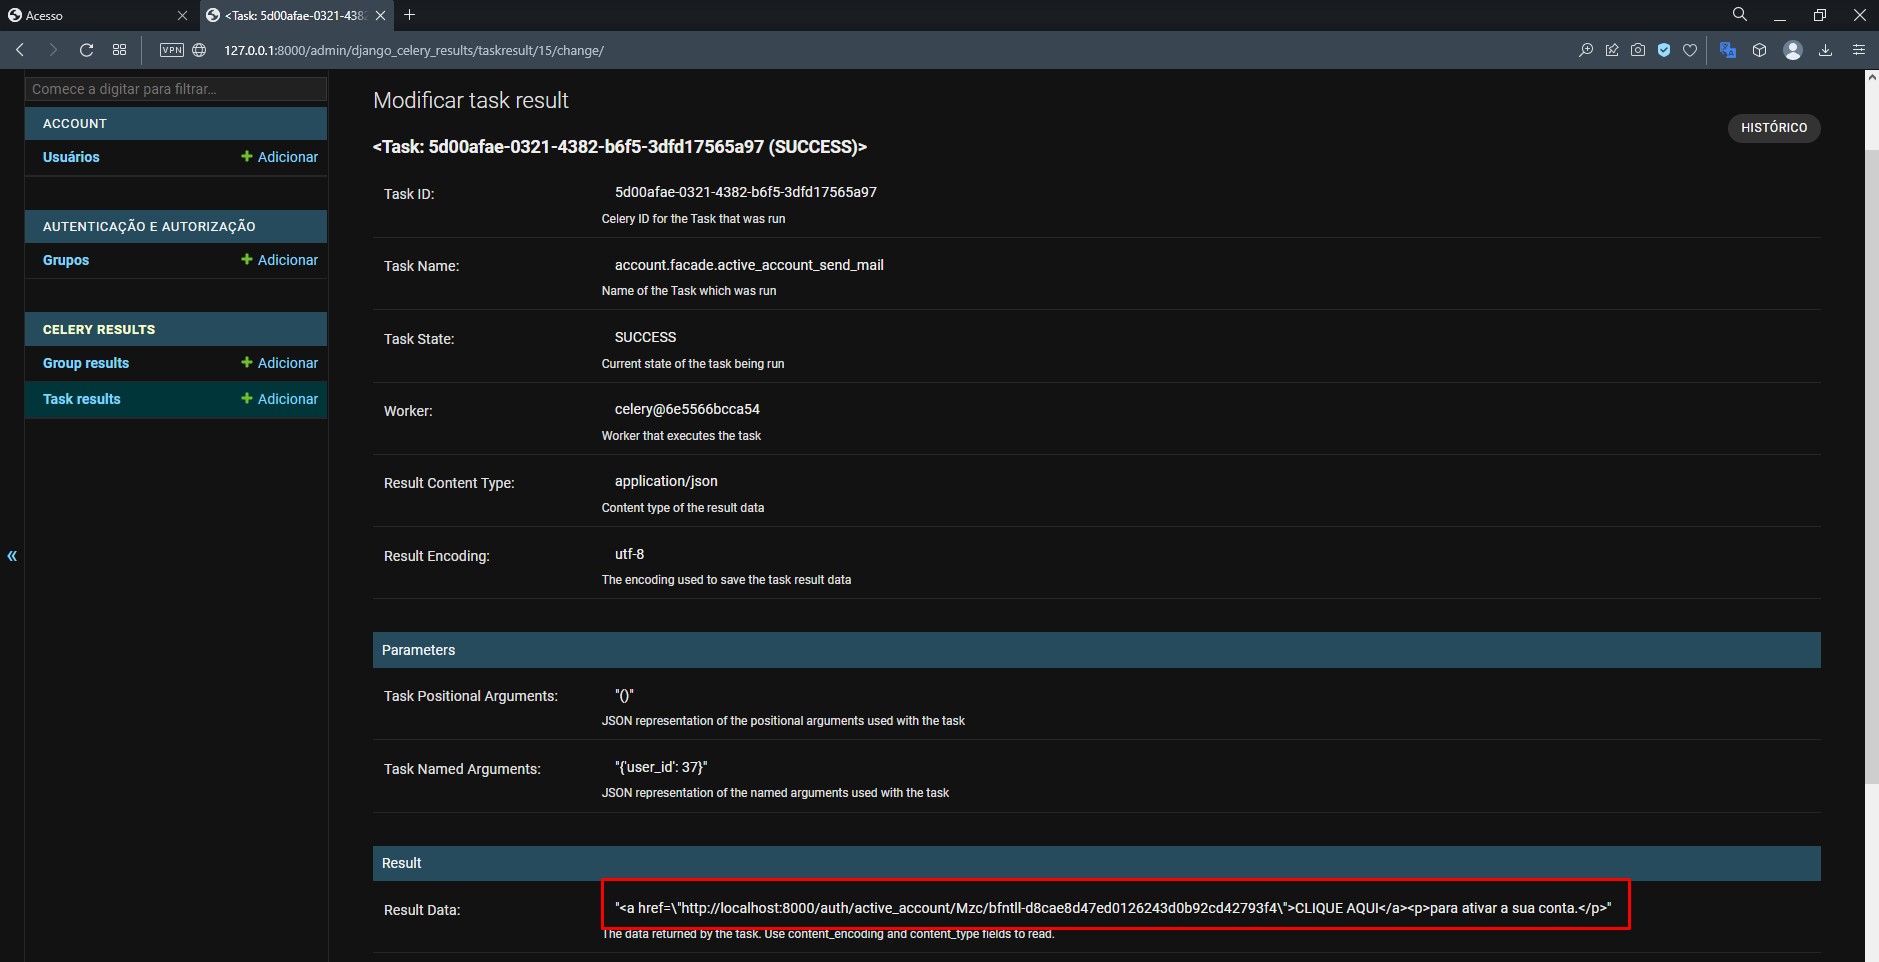 Acesso
<Task: 5d00afae-0321-438
VPN
127.0.0.1:8000/admin/django_celery_results/taskresult/15/change/
Comece a digitar para filtrar…
ACCOUNT
Usuários Adicionar
AUTENTICAÇÃO E AUTORIZAÇÃO
Grupos Adicionar
CELERY RESULTS
Group results Adicionar
Task results Adicionar
«
Modificar task result
HISTÓRICO
<Task: 5d00afae-0321-4382-b6f5-3dfd17565a97 (SUCCESS)>
Task ID: 5d00afae-0321-4382-b6f5-3dfd17565a97
Celery ID for the Task that was run
Task Name: account.facade.active_account_send_mail
Name of the Task which was run
Task State: SUCCESS
Current state of the task being run
Worker: celery@6e5566bcca54
Worker that executes the task
Result Content Type: application/json
Content type of the result data
Result Encoding: utf-8
The encoding used to save the task result data
Parameters
Task Positional Arguments: "()"
JSON representation of the positional arguments used with the task
Task Named Arguments: "{'user_id': 37}"
JSON representation of the named arguments used with the task
Result
Result Data: "<a href=\"http://localhost:8000/auth/active_account/Mzc/bfntll-d8cae8d47ed0126243d0b92cd42793f4\">CLIQUE AQUI</a><p>para ativar a sua conta.</p>"
The data returned by the task. Use content_encoding and content_type fields to read.